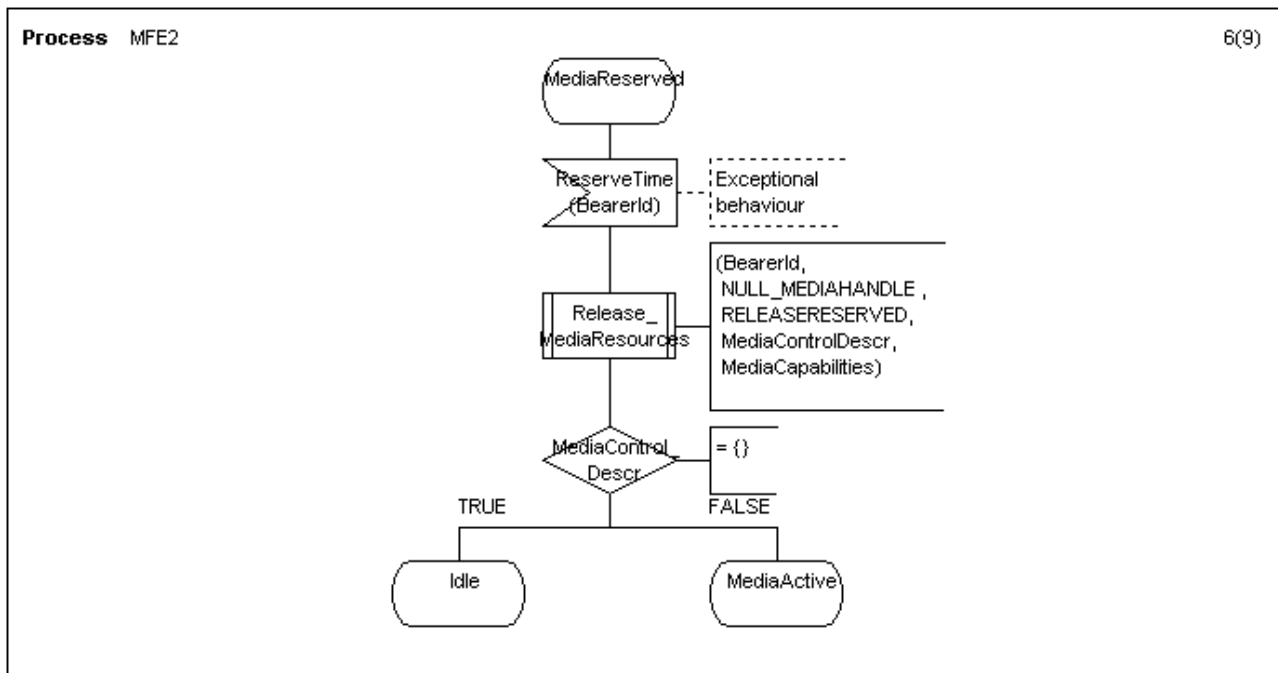 Process MFE2
6(9)
MediaReserved
ReserveTime
(BearerId)
Exceptional
behaviour
Release_
MediaResources
(BearerId,
NULL_MEDIAHANDLE ,
RELEASERESERVED,
MediaControlDescr,
MediaCapabilities)
MediaControl_
Descr
= {}
TRUE
FALSE
Idle
MediaActive